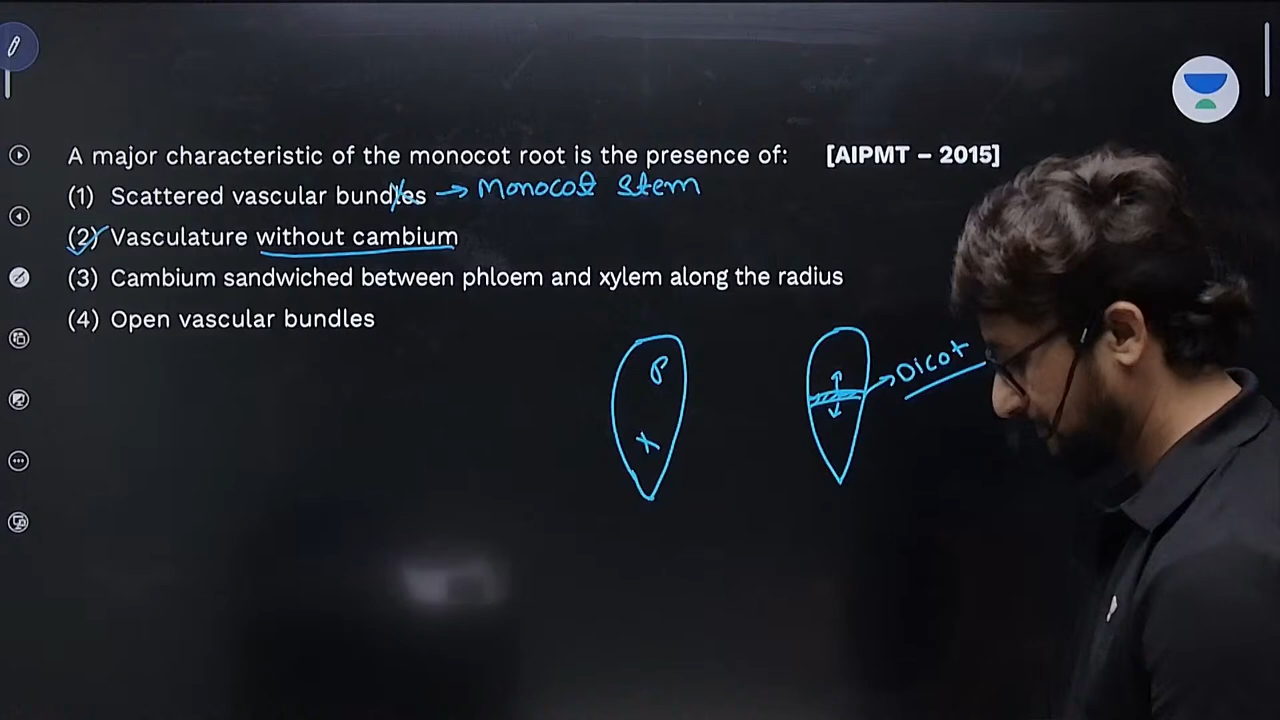 A major characteristic of the monocot root is the presence of: [AIPMT – 2015]
(1) Scattered vascular bundles → Monocot Stem
(2) Vasculature without cambium
(3) Cambium sandwiched between phloem and xylem along the radius
(4) Open vascular bundles
P
→Dicot
X